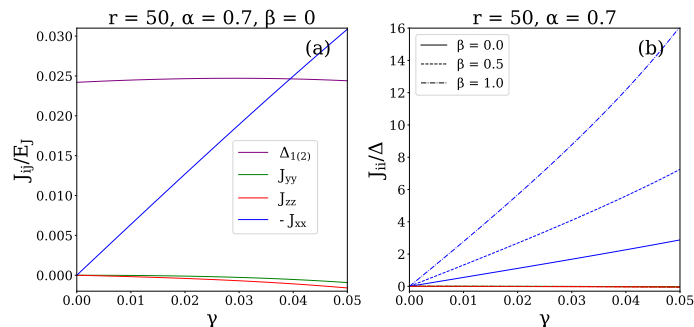 r = 50, α = 0.7, β = 0
(a)
J_ij/E_J
0.030
0.025
0.020
0.015
0.010
0.005
0.000
Δ_1(2)
J_yy
J_zz
- J_xx
0.00 0.01 0.02 0.03 0.04 0.05
γ
r = 50, α = 0.7
(b)
J_ii/Δ
16
14
12
10
8
6
4
2
0
β = 0.0
β = 0.5
β = 1.0
0.00 0.01 0.02 0.03 0.04 0.05
γ